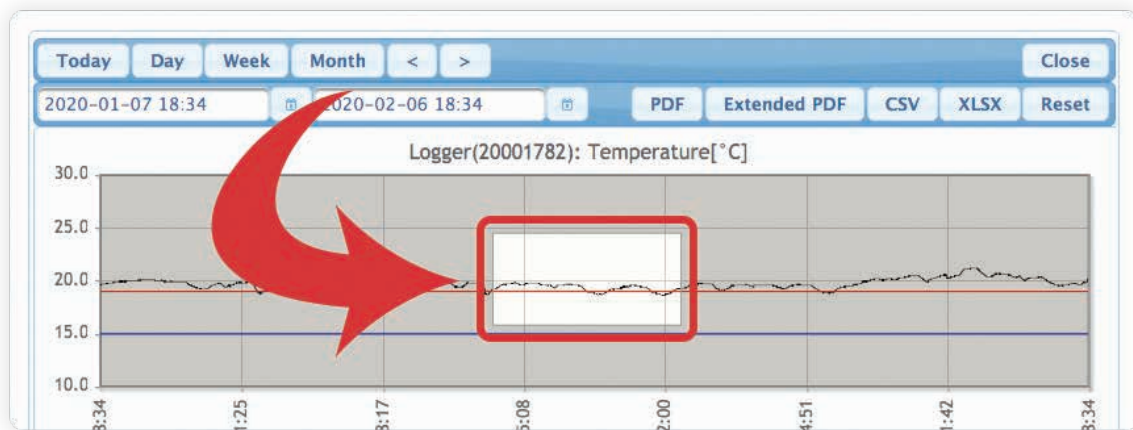 Today Day Week Month < > Close
2020-01-07 18:34 2020-02-06 18:34 PDF Extended PDF CSV XLSX Reset
Logger(20001782): Temperature[°C]
30.0
25.0
20.0
15.0
10.0